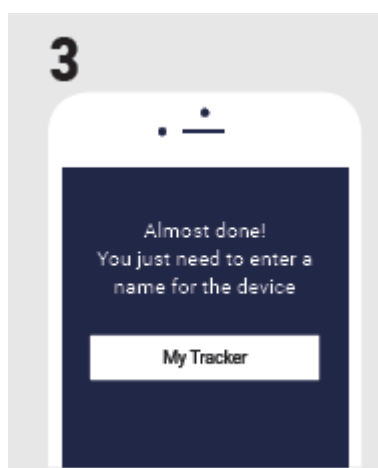 3
Almost done!
You just need to enter a
name for the device
My Tracker